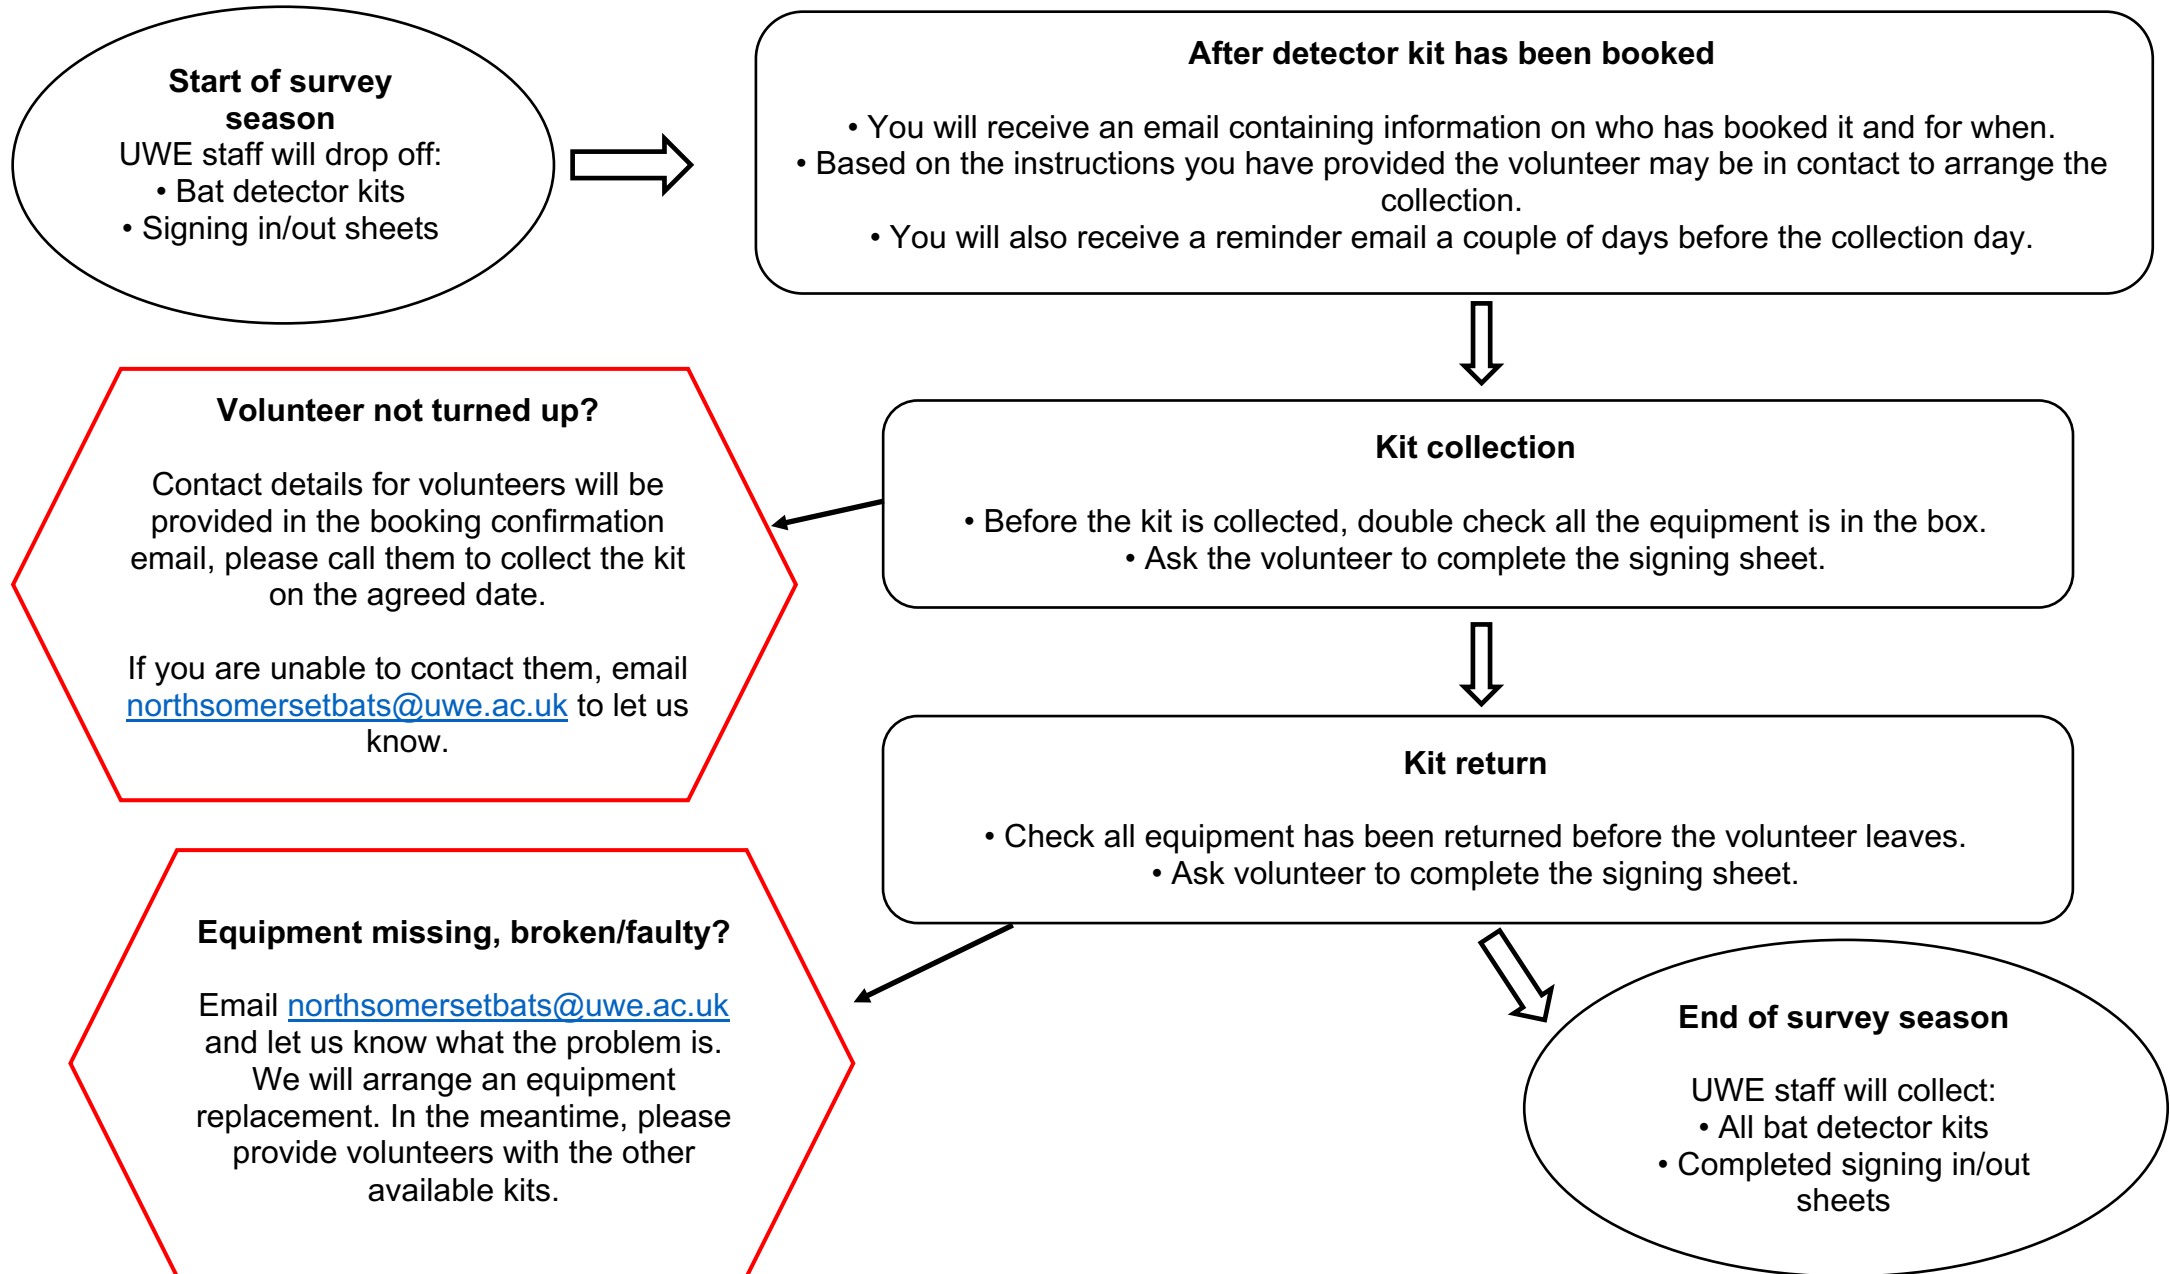 Start of survey
season
UWE staff will drop off:
• Bat detector kits
• Signing in/out sheets
After detector kit has been booked
• You will receive an email containing information on who has booked it and for when.
• Based on the instructions you have provided the volunteer may be in contact to arrange the
collection.
• You will also receive a reminder email a couple of days before the collection day.
Volunteer not turned up?
Contact details for volunteers will be
provided in the booking confirmation
email, please call them to collect the kit
on the agreed date.
If you are unable to contact them, email
northsomersetbats@uwe.ac.uk to let us
know.
Kit collection
• Before the kit is collected, double check all the equipment is in the box.
• Ask the volunteer to complete the signing sheet.
Kit return
• Check all equipment has been returned before the volunteer leaves.
• Ask volunteer to complete the signing sheet.
Equipment missing, broken/faulty?
Email northsomersetbats@uwe.ac.uk
and let us know what the problem is.
We will arrange an equipment
replacement. In the meantime, please
provide volunteers with the other
available kits.
End of survey season
UWE staff will collect:
• All bat detector kits
• Completed signing in/out
sheets